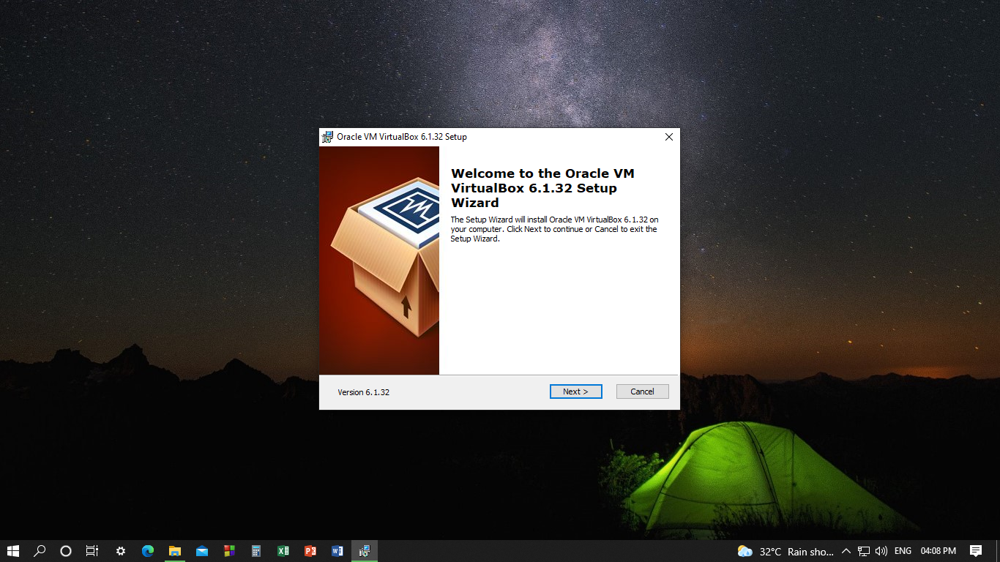 Oracle VM VirtualBox 6.1.32 Setup
Welcome to the Oracle VM
VirtualBox 6.1.32 Setup
Wizard
The Setup Wizard will install Oracle VM VirtualBox 6.1.32 on
your computer. Click Next to continue or Cancel to exit the
Setup Wizard.
Version 6.1.32
Next >
Cancel
32°C Rain sho...
ENG
04:08 PM